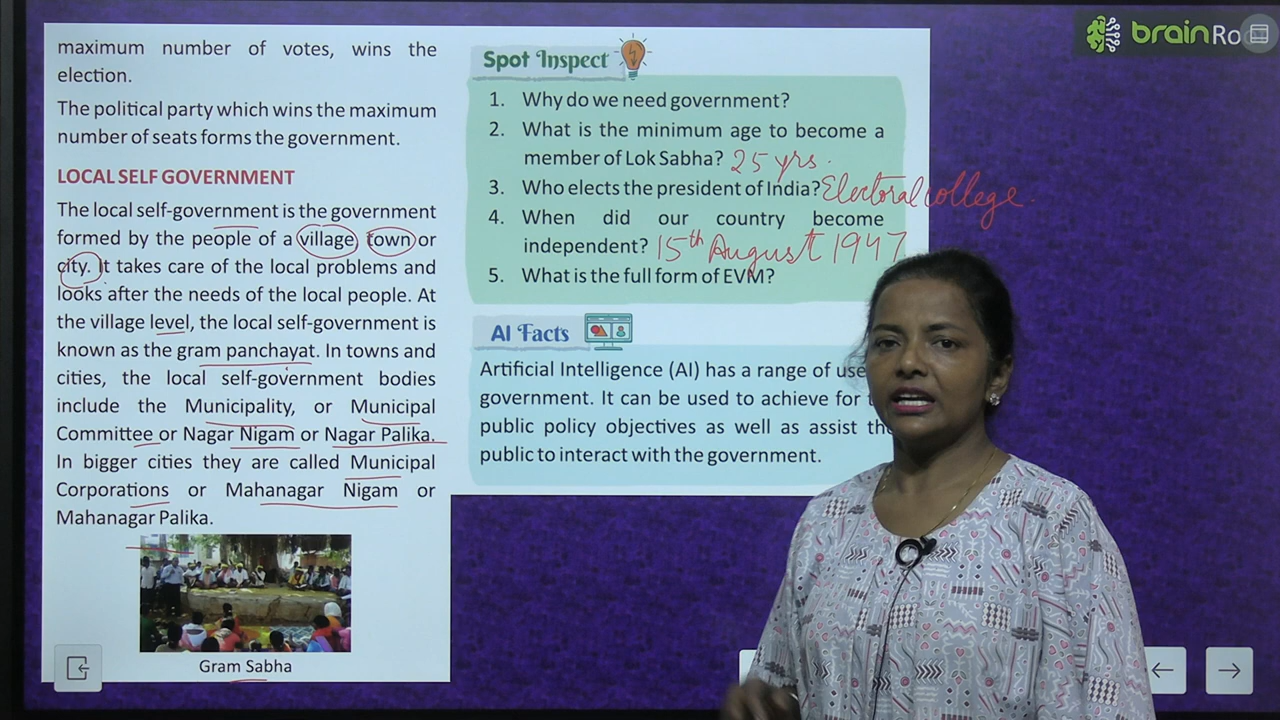 maximum number of votes, wins the
election.
The political party which wins the maximum
number of seats forms the government.
LOCAL SELF GOVERNMENT
The local self-government is the government
formed by the people of a village, town or
city. It takes care of the local problems and
looks after the needs of the local people. At
the village level, the local self-government is
known as the gram panchayat. In towns and
cities, the local self-government bodies
include the Municipality, or Municipal
Committee or Nagar Nigam or Nagar Palika.
In bigger cities they are called Municipal
Corporations or Mahanagar Nigam or
Mahanagar Palika.
Gram Sabha
Spot Inspect
1. Why do we need government?
2. What is the minimum age to become a
member of Lok Sabha? 25 yrs.
3. Who elects the president of India? Electoral college.
4. When did our country become
independent? 15th August 1947
5. What is the full form of EVM?
AI Facts
Artificial Intelligence (AI) has a range of use
government. It can be used to achieve for
public policy objectives as well as assist th
public to interact with the government.
brain